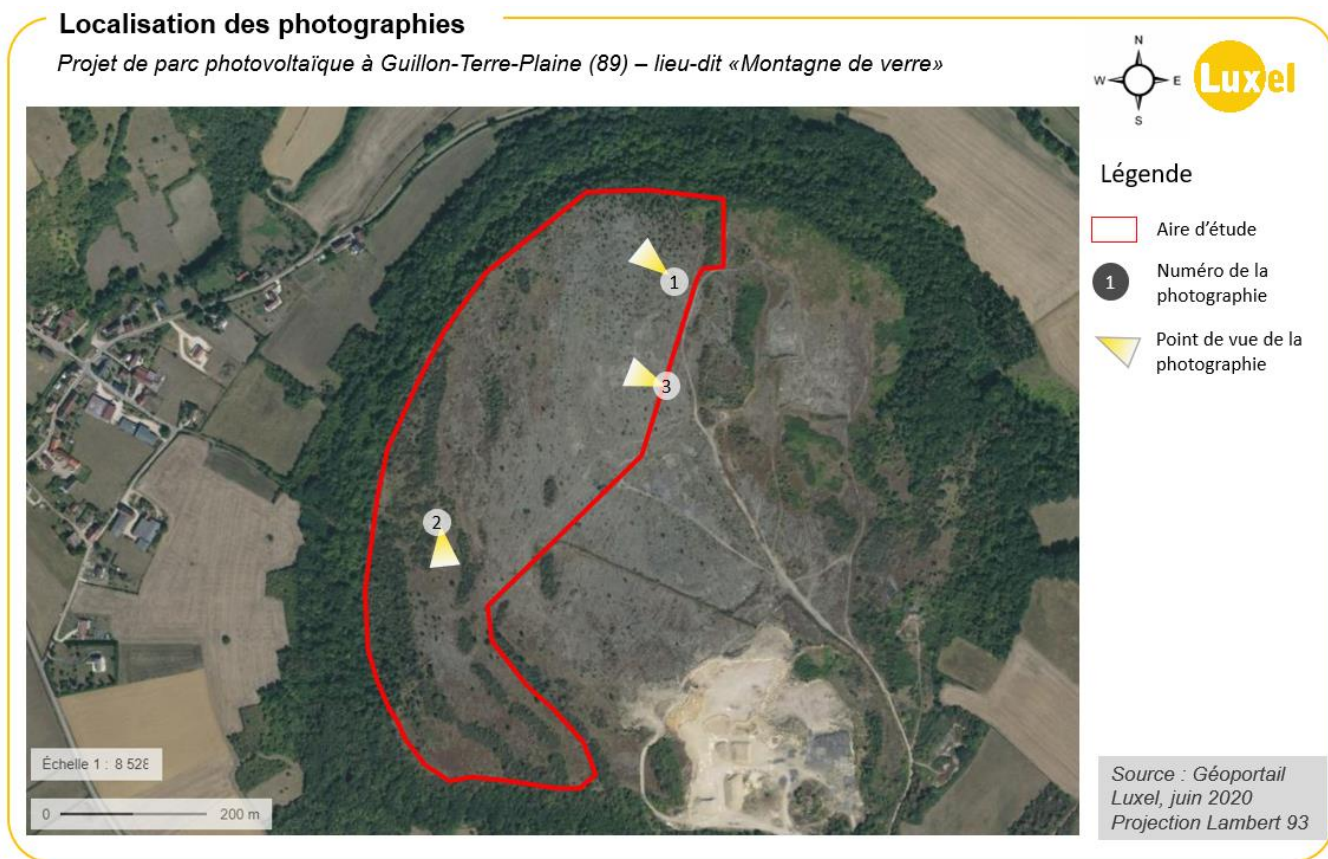 Localisation des photographies
Projet de parc photovoltaïque à Guillon-Terre-Plaine (89) – lieu-dit «Montagne de verre»
N
W E
S
Luxel
Légende
Aire d'étude
1
Numéro de la
photographie
Point de vue de la
photographie
1
3
2
Échelle 1 : 8 528
0 200 m
Source : Géoportail
Luxel, juin 2020
Projection Lambert 93